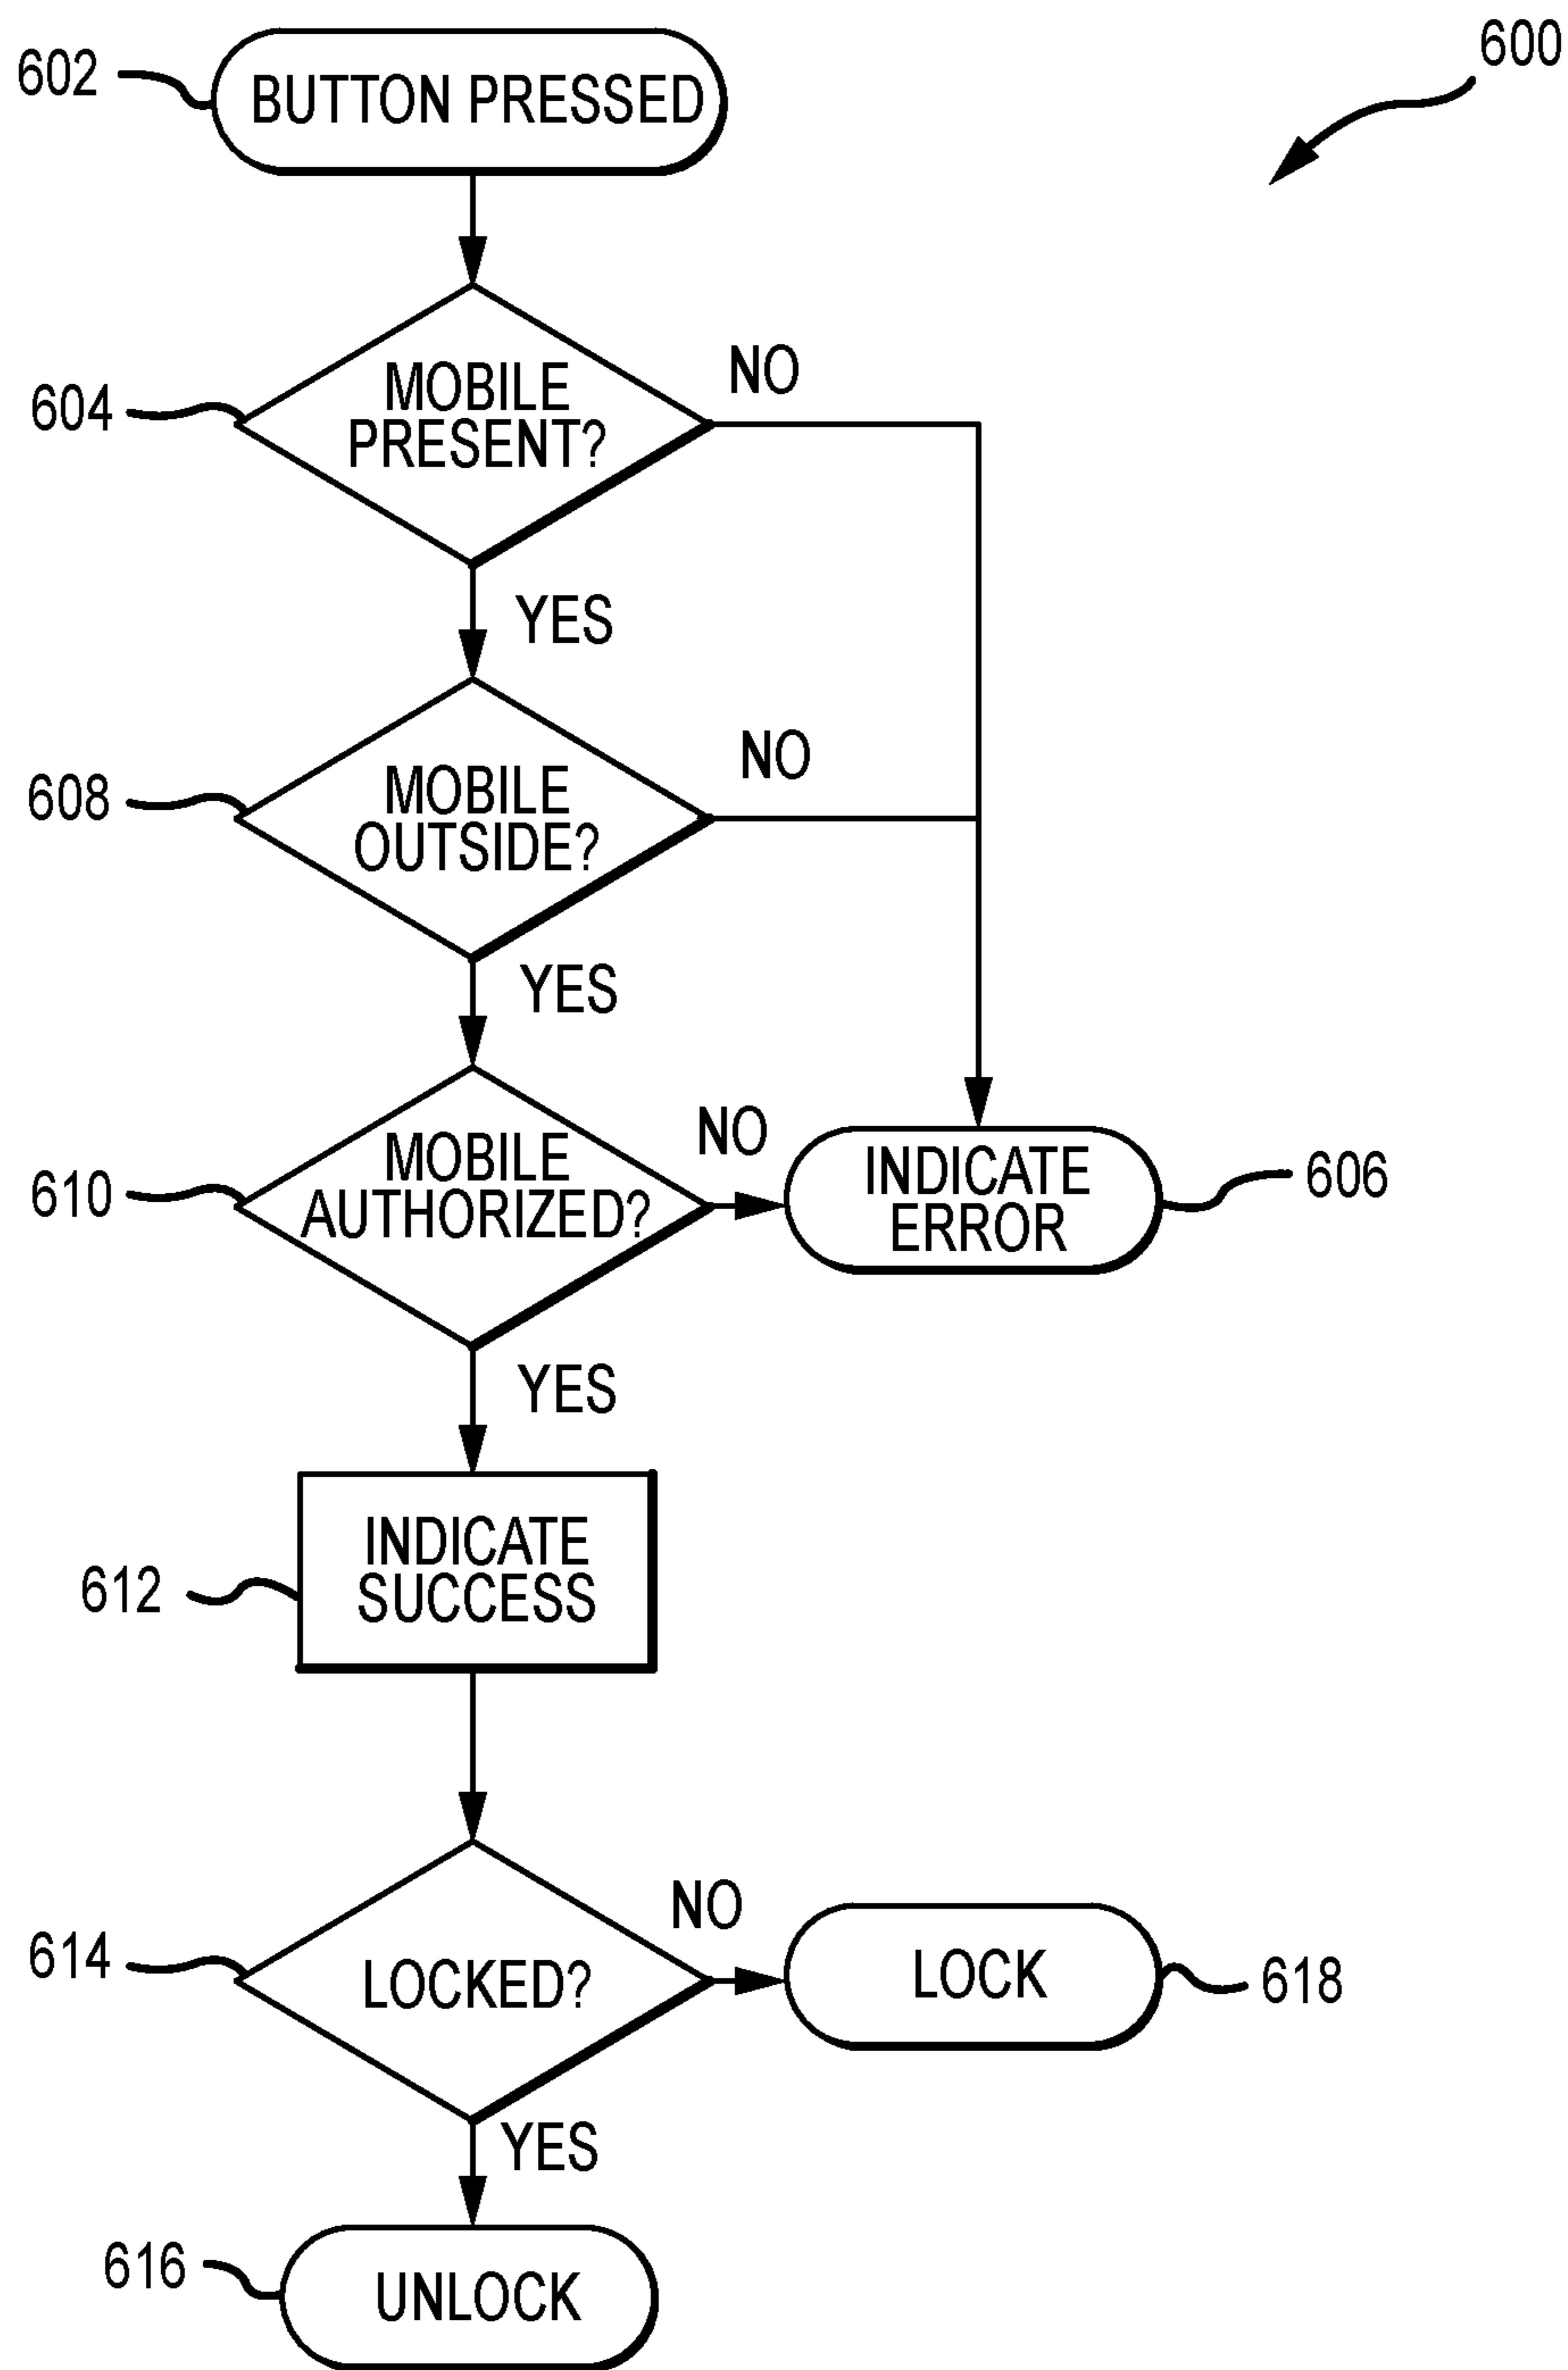 600
602
BUTTON PRESSED
604
MOBILE
PRESENT?
NO
YES
608
MOBILE
OUTSIDE?
NO
YES
610
MOBILE
AUTHORIZED?
NO
INDICATE
ERROR
606
YES
612
INDICATE
SUCCESS
614
LOCKED?
NO
LOCK
618
YES
616
UNLOCK